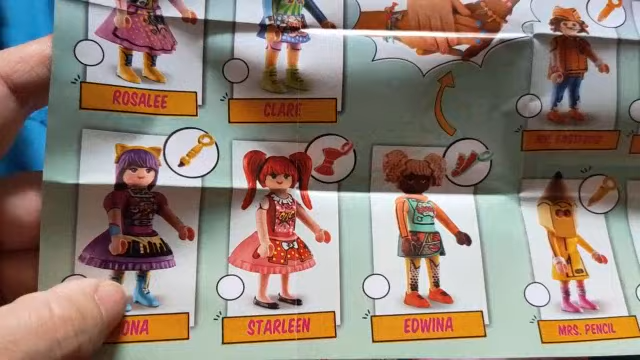 ROSALEE
CLARE
STARLEEN
EDWINA
MRS. PENCIL